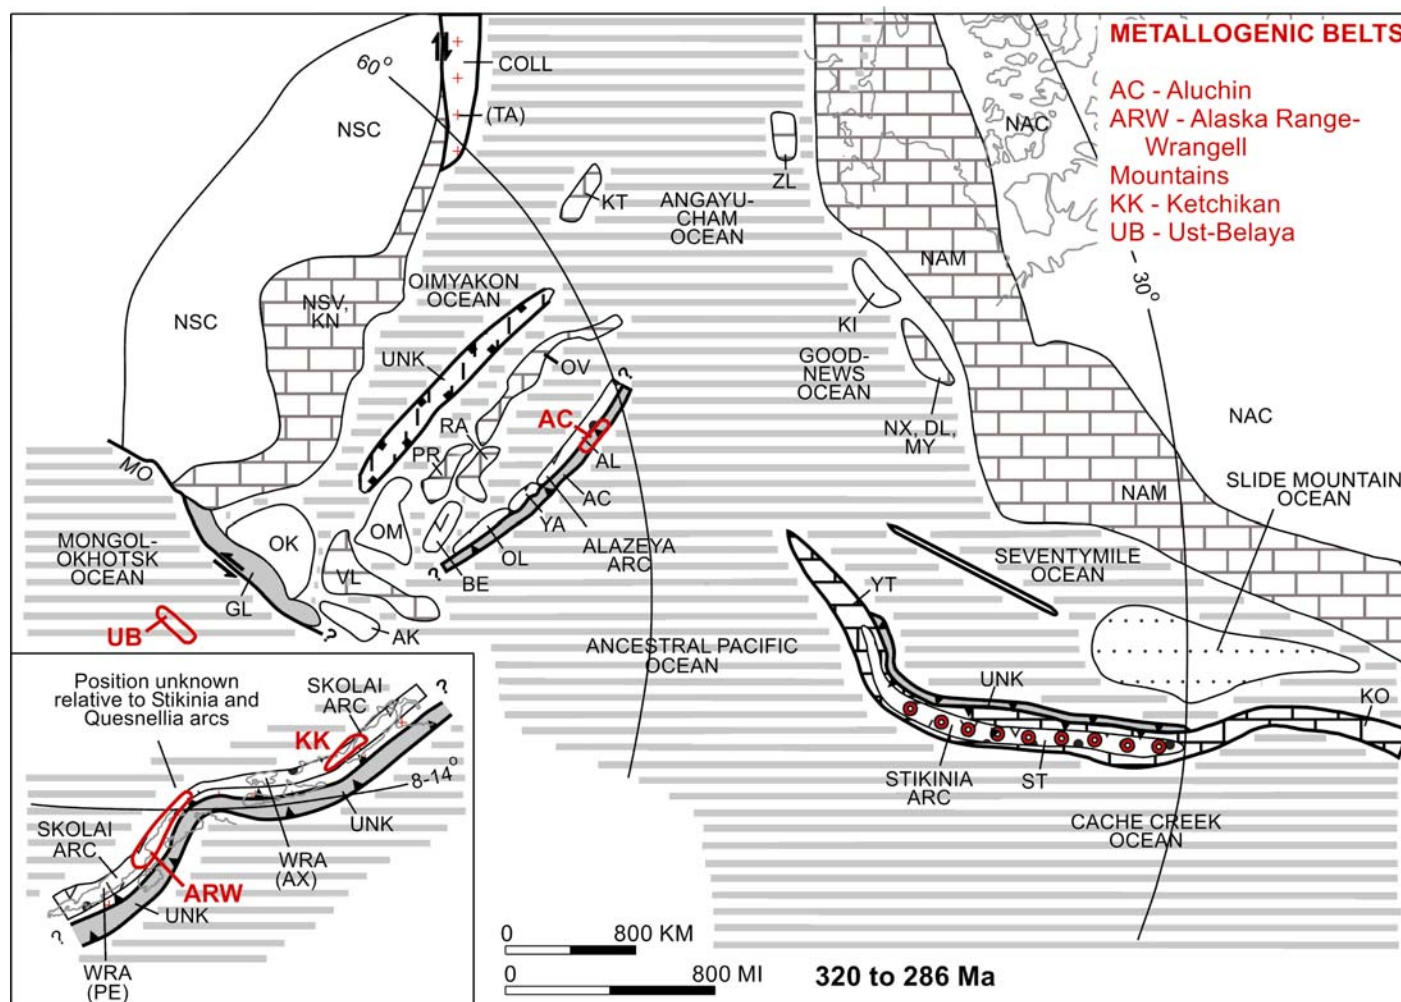 METALLOGENIC BELTS
AC - Aluchin
ARW - Alaska Range-
Wrangell
Mountains
KK - Ketchikan
UB - Ust-Belaya
60°
COLL
(TA)
NSC
NAC
ZL
KT
ANGAYU-
CHAM
OCEAN
NAM
30°
OIMYAKON
OCEAN
NSV,
KN
NSC
KI
UNK
OV
GOOD-
NEWS
OCEAN
?
RA
AC
NAC
NX, DL,
MY
PR
AL
MO
AC
SLIDE MOUNTAIN
OCEAN
NAM
YA
MONGOL-
OKHOTSK
OCEAN
OK
OM
OL
ALAZEYA
ARC
SEVENTYMILE
OCEAN
?
BE
VL
YT
GL
UB
?
AK
ANCESTRAL PACIFIC
OCEAN
UNK
KO
STIKINIA
ARC
ST
CACHE CREEK
OCEAN
Position unknown
relative to Stikinia and
Quesnellia arcs
SKOLAI
ARC
?
KK
8-14°
UNK
SKOLAI
ARC
WRA
(AX)
ARW
UNK
?
WRA
(PE)
0 800 KM
0 800 MI
320 to 286 Ma